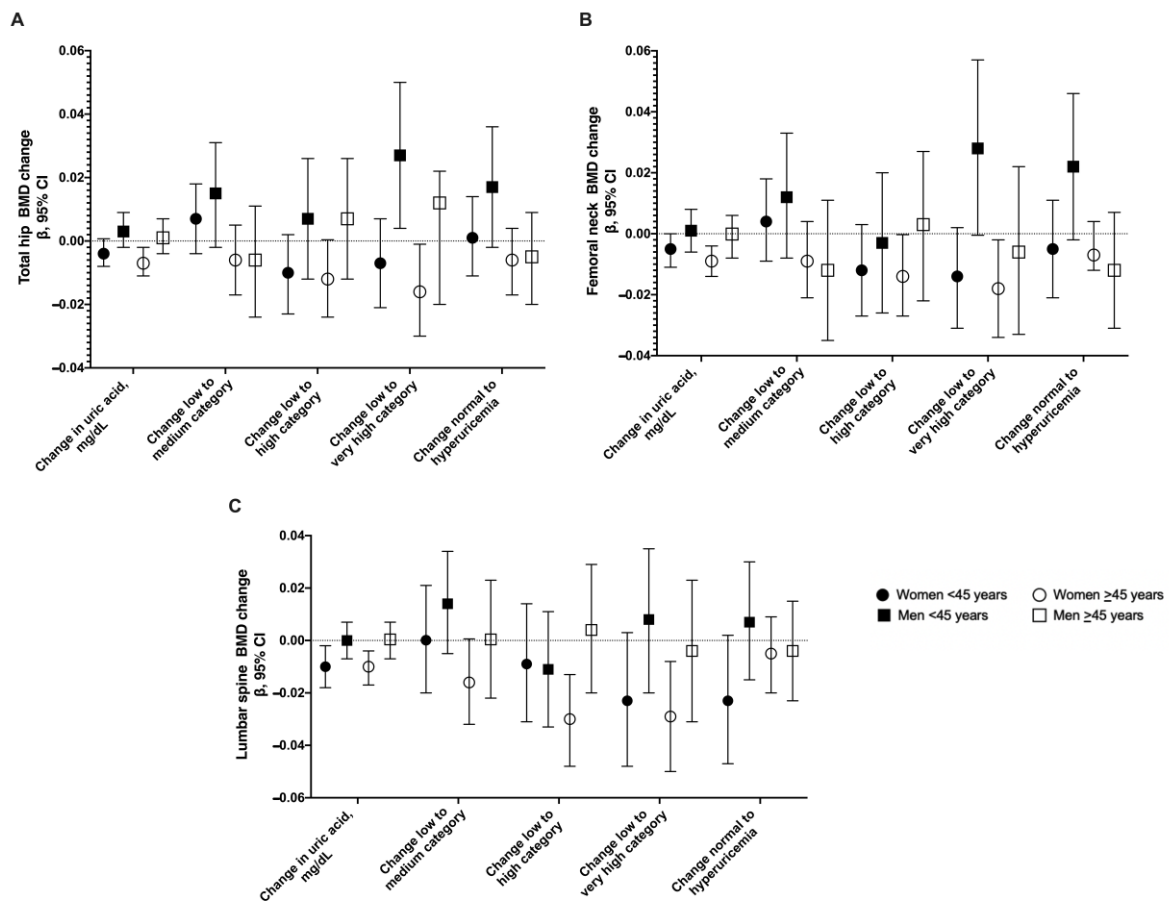 A
Total hip BMD change
β, 95% CI
0.06
0.04
0.02
0.00
−0.02
−0.04
Change in uric acid,
mg/dL
Change low to
medium category
Change low to
high category
Change low to
very high category
Change normal to
hyperuricemia
B
Femoral neck BMD change
β, 95% CI
0.06
0.04
0.02
0.00
−0.02
−0.04
Change in uric acid,
mg/dL
Change low to
medium category
Change low to
high category
Change low to
very high category
Change normal to
hyperuricemia
C
Lumbar spine BMD change
β, 95% CI
0.04
0.02
0.00
−0.02
−0.04
−0.06
Change in uric acid,
mg/dL
Change low to
medium category
Change low to
high category
Change low to
very high category
Change normal to
hyperuricemia
Women <45 years
Women ≥45 years
Men <45 years
Men ≥45 years